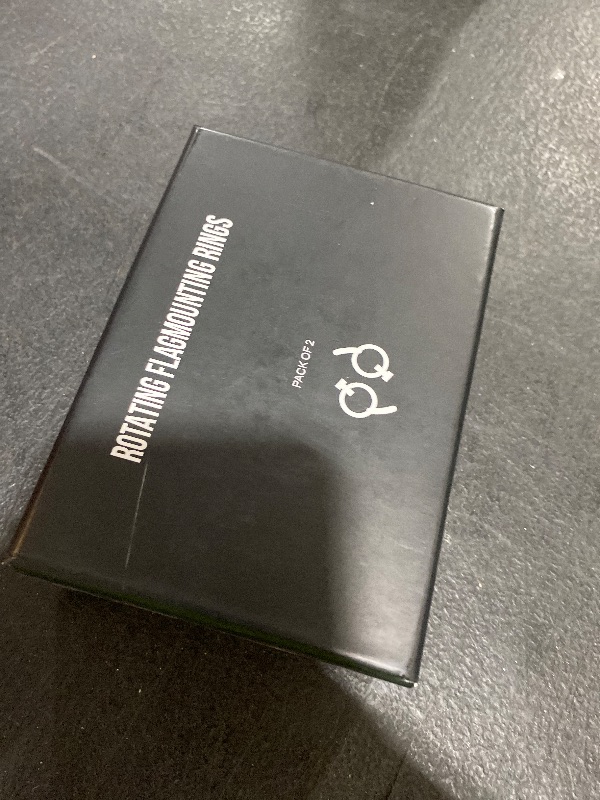 ROTATING FLAGMOUNTING RINGS
PACK OF 2